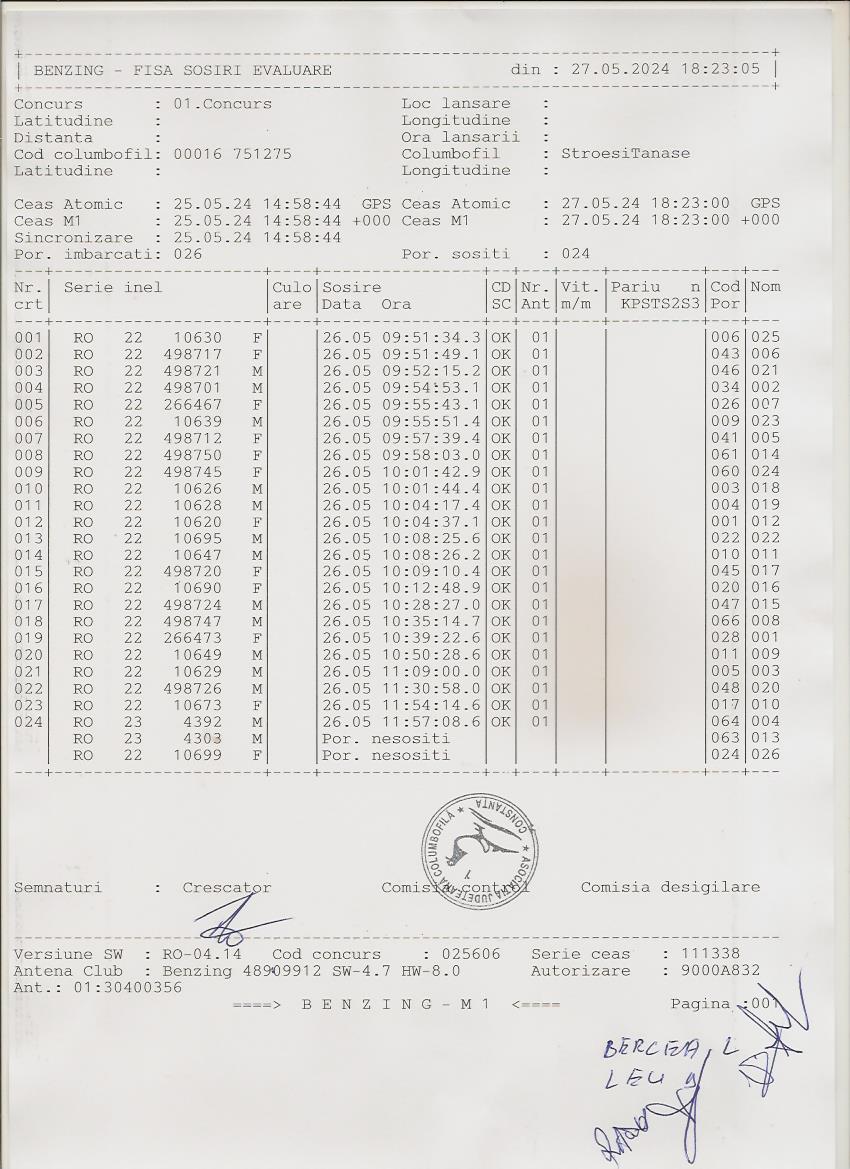 BENZING - FISA SOSIRI EVALUARE din : 27.05.2024 18:23:05
Concurs : 01.Concurs Loc lansare :
Latitudine : Longitudine :
Distanta : Ora lansarii :
Cod columbofil: 00016 751275 Columbofil : StroesiTanase
Latitudine : Longitudine :
Ceas Atomic : 25.05.24 14:58:44 GPS Ceas Atomic : 27.05.24 18:23:00 GPS
Ceas M1 : 25.05.24 14:58:44 +000 Ceas M1 : 27.05.24 18:23:00 +000
Sincronizare : 25.05.24 14:58:44
Por. imbarcati: 026 Por. sositi : 024
Nr. Serie inel Culo Sosire CD Nr. Vit. Pariu n Cod Nom
crt are Data Ora SC Ant m/m KPSTS2S3 Por
001 RO 22 10630 F 26.05 09:51:34.3 OK 01 006 025
002 RO 22 498717 F 26.05 09:51:49.1 OK 01 043 006
003 RO 22 498721 M 26.05 09:52:15.2 OK 01 046 021
004 RO 22 498701 M 26.05 09:54:53.1 OK 01 034 002
005 RO 22 266467 F 26.05 09:55:43.1 OK 01 026 007
006 RO 22 10639 M 26.05 09:55:51.4 OK 01 009 023
007 RO 22 498712 F 26.05 09:57:39.4 OK 01 041 005
008 RO 22 498750 F 26.05 09:58:03.0 OK 01 061 014
009 RO 22 498745 F 26.05 10:01:42.9 OK 01 060 024
010 RO 22 10626 M 26.05 10:01:44.4 OK 01 003 018
011 RO 22 10628 M 26.05 10:04:17.4 OK 01 004 019
012 RO 22 10620 F 26.05 10:04:37.1 OK 01 001 012
013 RO 22 10695 M 26.05 10:08:25.6 OK 01 022 022
014 RO 22 10647 M 26.05 10:08:26.2 OK 01 010 011
015 RO 22 498720 F 26.05 10:09:10.4 OK 01 045 017
016 RO 22 10690 F 26.05 10:12:48.9 OK 01 020 016
017 RO 22 498724 M 26.05 10:28:27.0 OK 01 047 015
018 RO 22 498747 M 26.05 10:35:14.7 OK 01 066 008
019 RO 22 266473 F 26.05 10:39:22.6 OK 01 028 001
020 RO 22 10649 M 26.05 10:50:28.6 OK 01 011 009
021 RO 22 10629 M 26.05 11:09:00.0 OK 01 005 003
022 RO 22 498726 M 26.05 11:30:58.0 OK 01 048 020
023 RO 22 10673 F 26.05 11:54:14.6 OK 01 017 010
024 RO 23 4392 M 26.05 11:57:08.6 OK 01 064 004
RO 23 4303 M Por. nesositi 063 013
RO 22 10699 F Por. nesositi 024 026
ASOCIATIA JUDETEANA COLUMBOFILA ★ CONSTANTA ★
1
Semnaturi : Crescator Comisia control Comisia desigilare
Versiune SW : RO-04.14 Cod concurs : 025606 Serie ceas : 111338
Antena Club : Benzing 48909912 SW-4.7 HW-8.0 Autorizare : 9000A832
Ant.: 01:30400356
====> B E N Z I N G - M 1 <==== Pagina :001
BERCEA L
LEU